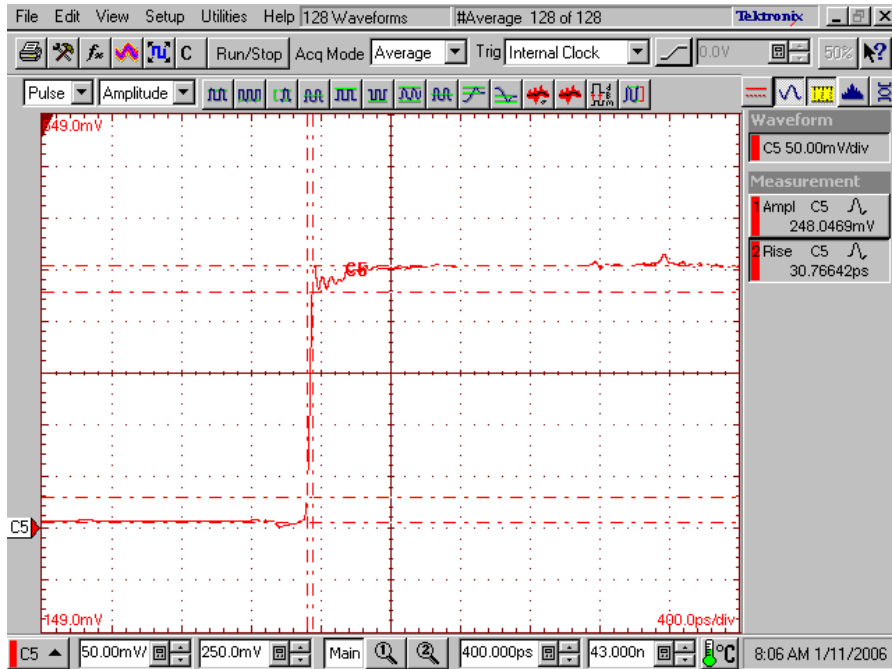 File Edit View Setup Utilities Help 128 Waveforms #Average 128 of 128 Tektronix
fx C Run/Stop Acq Mode Average Trig Internal Clock 0.0V 50%
Pulse Amplitude
Waveform
C5 50.00mV/div
Measurement
1 Ampl C5
248.0469mV
2 Rise C5
30.76642ps
C5
C5
149.0mV
400.0ps/div
C5 50.00mV/ 250.0mV Main 1 2 400.000ps 43.000n °C 8:06 AM 1/11/2006